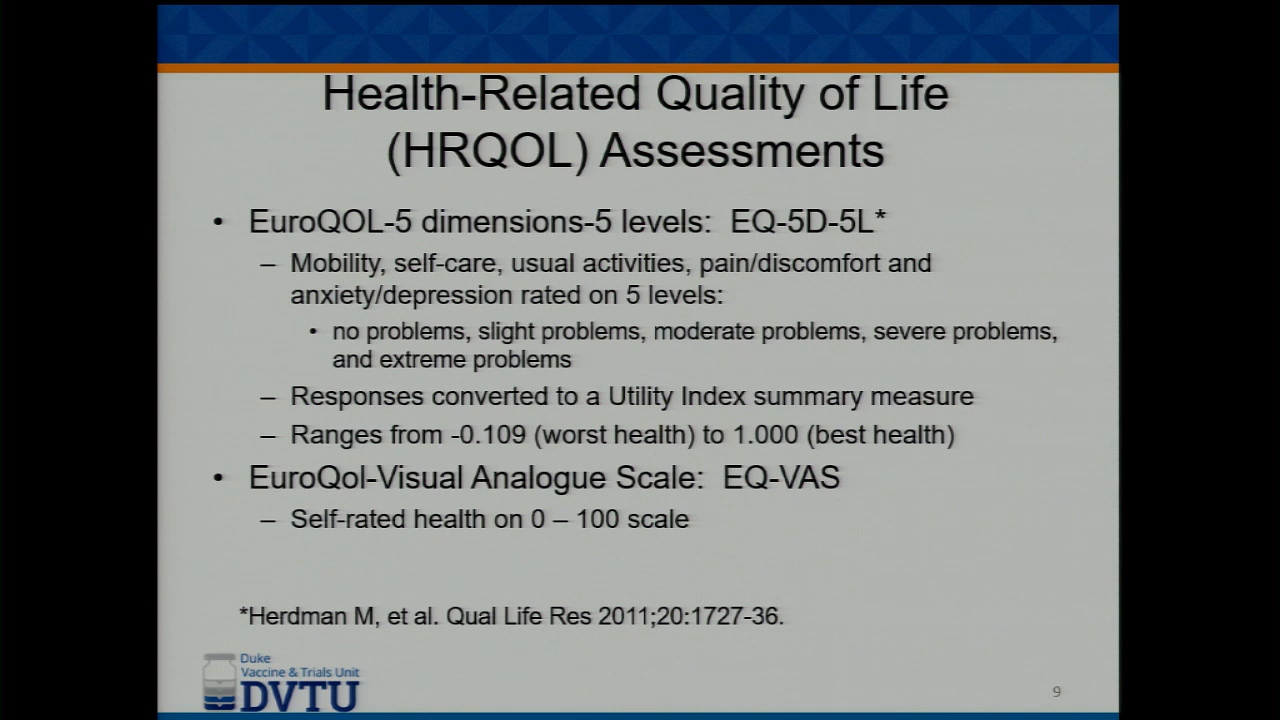 Health-Related Quality of Life
(HRQOL) Assessments
• EuroQOL-5 dimensions-5 levels: EQ-5D-5L*
– Mobility, self-care, usual activities, pain/discomfort and
anxiety/depression rated on 5 levels:
• no problems, slight problems, moderate problems, severe problems,
and extreme problems
– Responses converted to a Utility Index summary measure
– Ranges from -0.109 (worst health) to 1.000 (best health)
• EuroQol-Visual Analogue Scale: EQ-VAS
– Self-rated health on 0 – 100 scale
*Herdman M, et al. Qual Life Res 2011;20:1727-36.
Duke
Vaccine & Trials Unit
DVTU
9